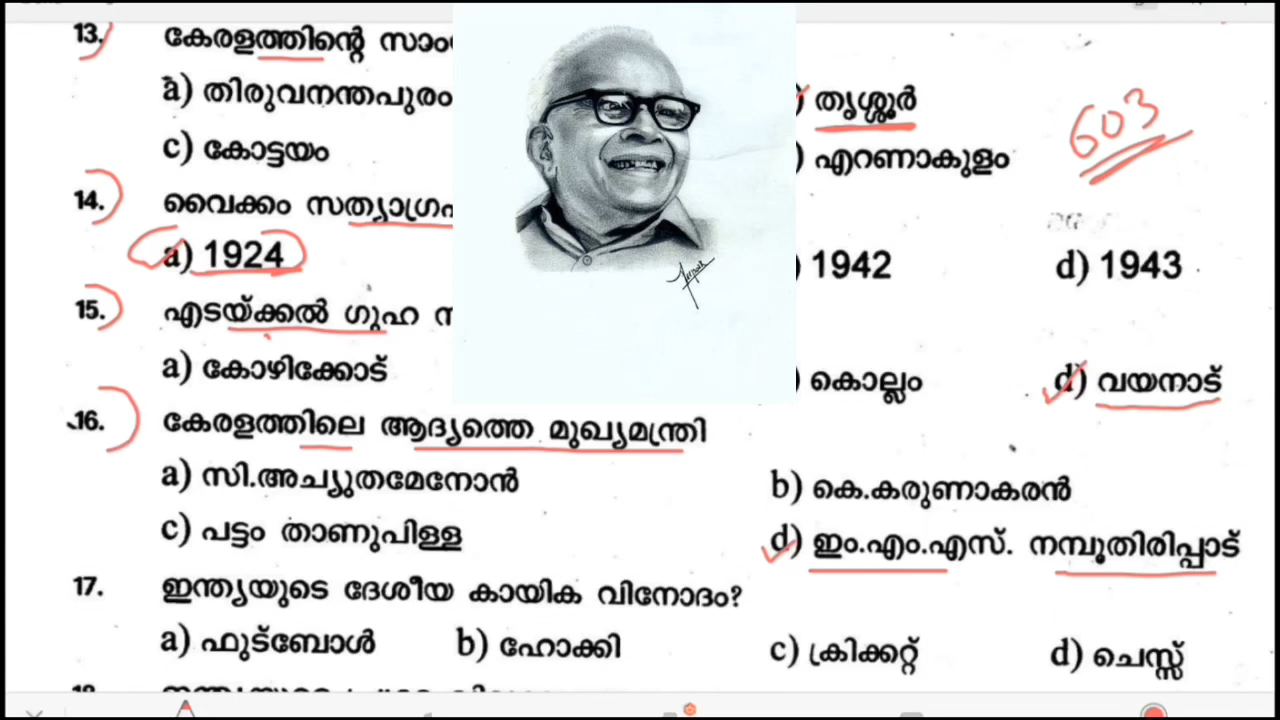 13. കേരളത്തിന്റെ
a) തിരുവനന്തപുരം ) തൃശ്ശൂർ
603
c) കോട്ടയം ) എറണാകുളം
14. വൈക്കം
a) 1924 ) 1942 d) 1943
15. എടയ്ക്കൽ ഗുഹ
a) കോഴിക്കോട് ) കൊല്ലം d) വയനാട്
16. കേരളത്തിലെ ആദ്യത്തെ മുഖ്യമന്ത്രി
a) സി.അച്യുതമേനോൻ b) കെ.കരുണാകരൻ
c) പട്ടം താണുപിള്ള d) ഇം.എം.എസ്. നമ്പൂതിരിപ്പാട്
17. ഇന്ത്യയുടെ ദേശീയ കായിക വിനോദം?
a) ഫുട്ബോൾ b) ഹോക്കി c) ക്രിക്കറ്റ് d) ചെസ്സ്